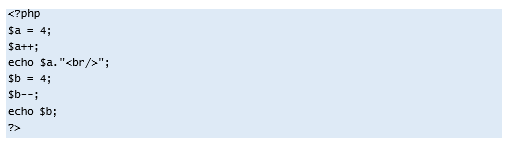 <?php
$a = 4;
$a++;
echo $a."<br/>";
$b = 4;
$b--;
echo $b;
?>